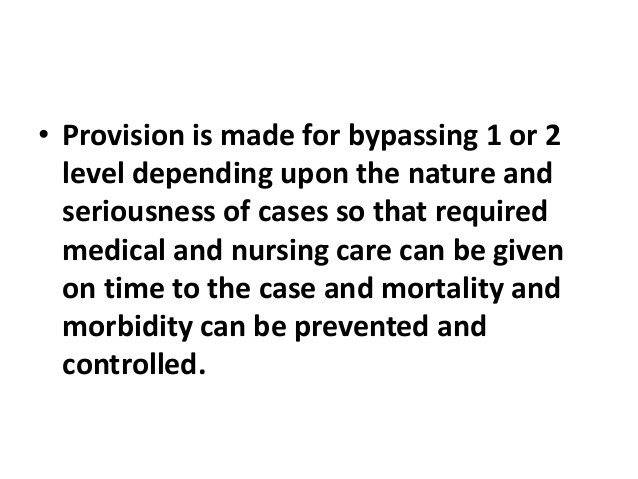 • Provision is made for bypassing 1 or 2
level depending upon the nature and
seriousness of cases so that required
medical and nursing care can be given
on time to the case and mortality and
morbidity can be prevented and
controlled.